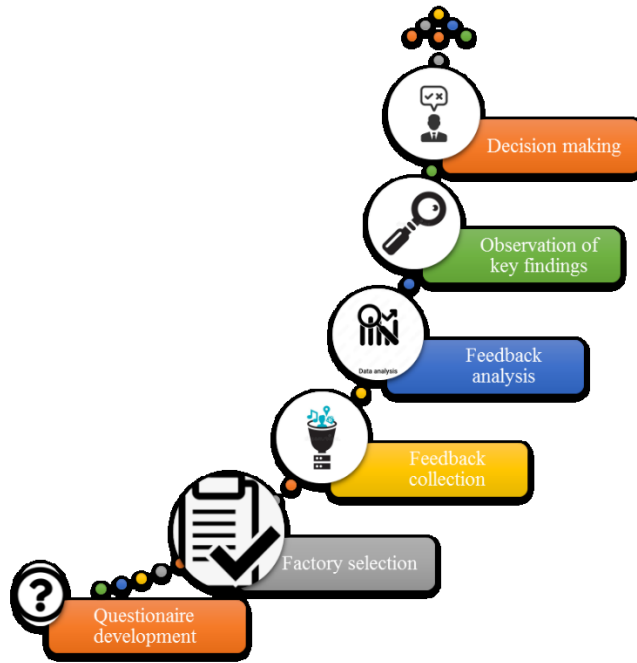 Decision making
Observation of
key findings
Data analysis
Feedback
analysis
Feedback
collection
Factory selection
?
Questionaire
development